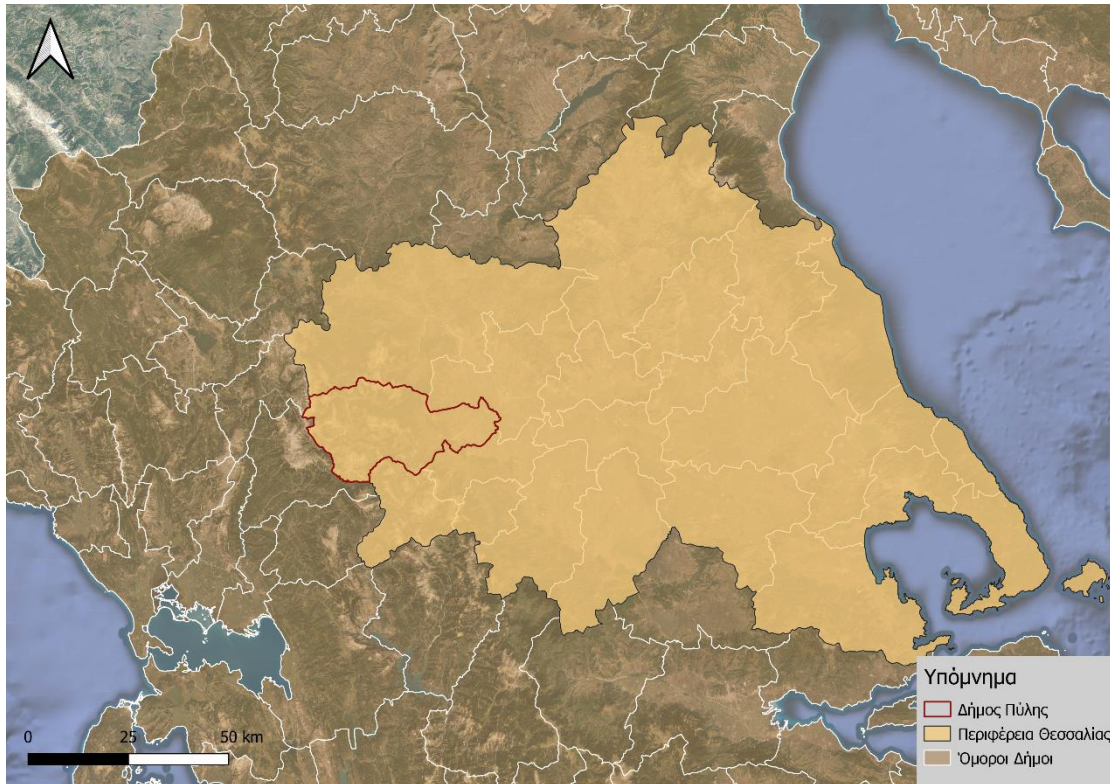 Υπόμνημα
Δήμος Πύλης
Περιφέρεια Θεσσαλίας
Όμοροι Δήμοι
0 25 50 km